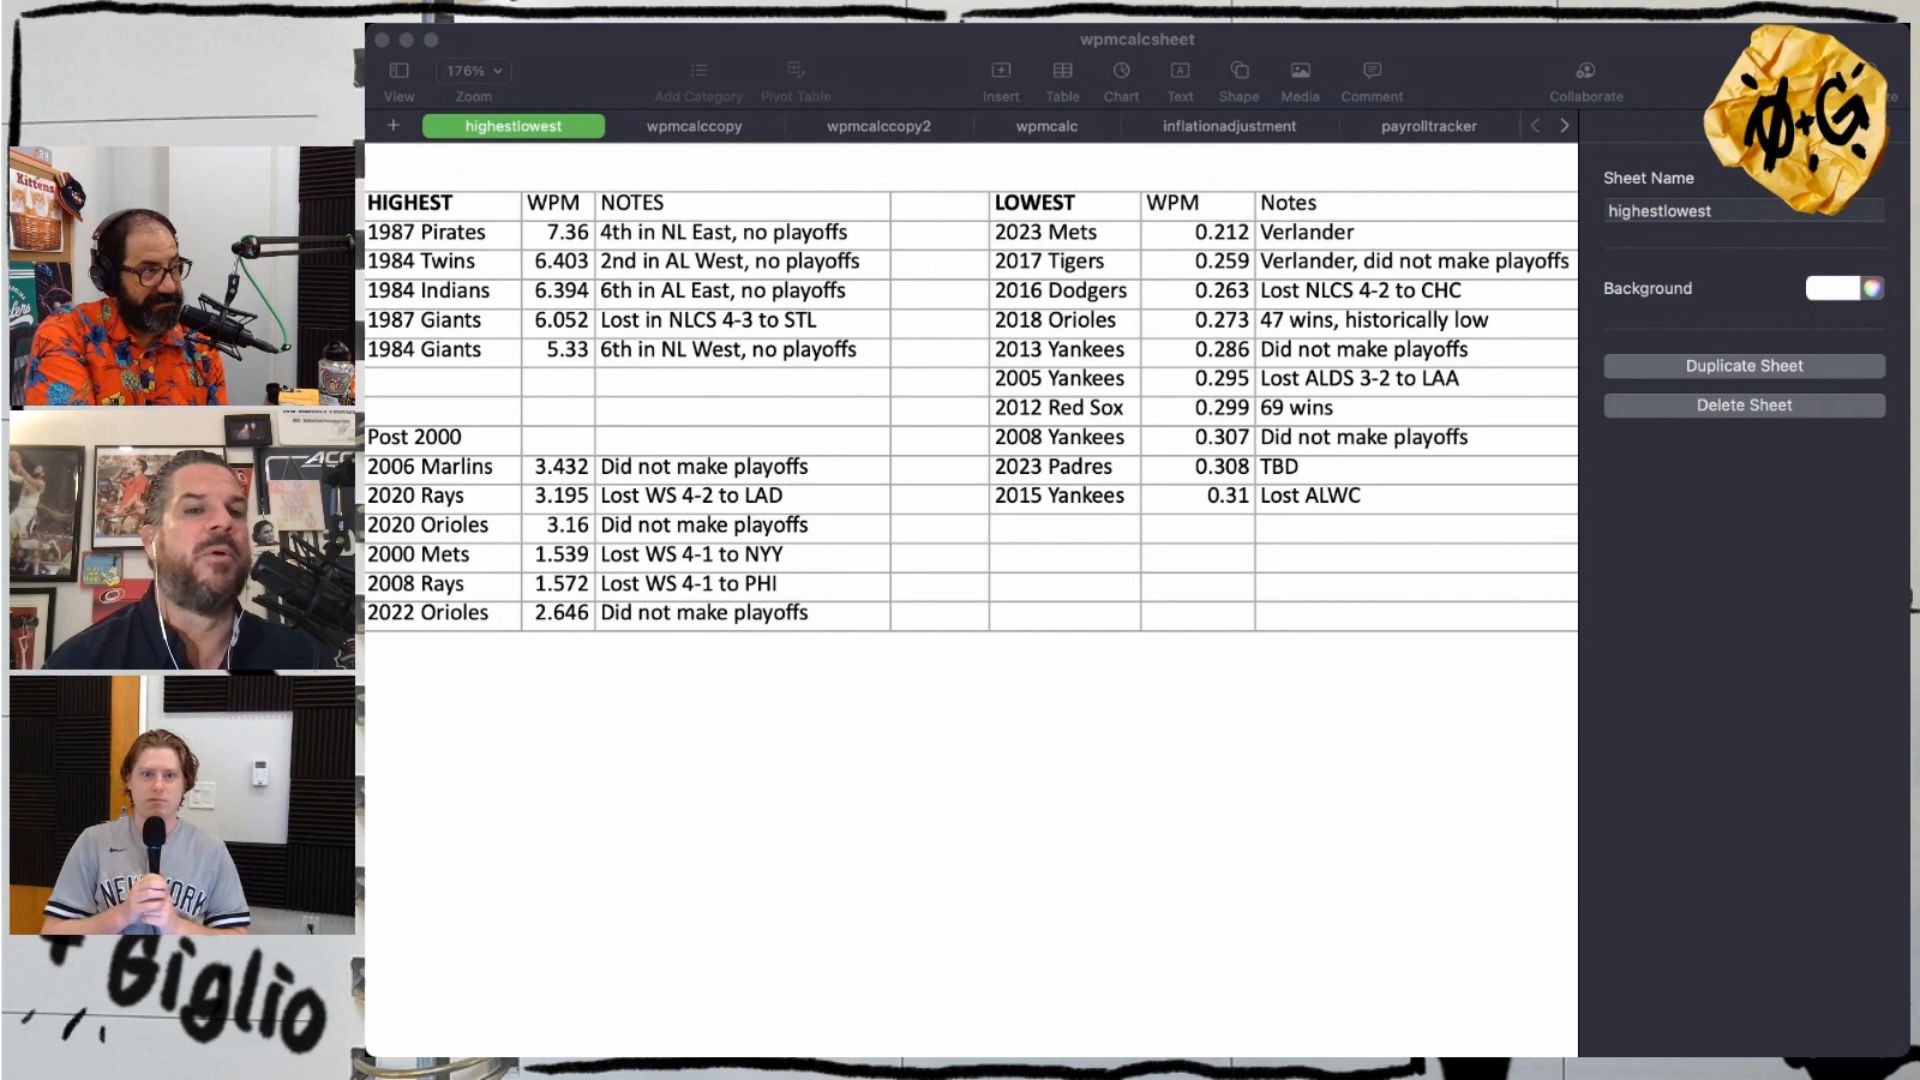 wpmcalcsheet
176%
View Zoom Add Category Pivot Table Insert Table Chart Text Shape Media Comment Collaborate
+ highestlowest wpmcalccopy wpmcalccopy2 wpmcalc inflationadjustment payrolltracker
HIGHEST WPM NOTES LOWEST WPM Notes
1987 Pirates 7.36 4th in NL East, no playoffs 2023 Mets 0.212 Verlander
1984 Twins 6.403 2nd in AL West, no playoffs 2017 Tigers 0.259 Verlander, did not make playoffs
1984 Indians 6.394 6th in AL East, no playoffs 2016 Dodgers 0.263 Lost NLCS 4-2 to CHC
1987 Giants 6.052 Lost in NLCS 4-3 to STL 2018 Orioles 0.273 47 wins, historically low
1984 Giants 5.33 6th in NL West, no playoffs 2013 Yankees 0.286 Did not make playoffs
2005 Yankees 0.295 Lost ALDS 3-2 to LAA
2012 Red Sox 0.299 69 wins
Post 2000 2008 Yankees 0.307 Did not make playoffs
2006 Marlins 3.432 Did not make playoffs 2023 Padres 0.308 TBD
2020 Rays 3.195 Lost WS 4-2 to LAD 2015 Yankees 0.31 Lost ALWC
2020 Orioles 3.16 Did not make playoffs
2000 Mets 1.539 Lost WS 4-1 to NYY
2008 Rays 1.572 Lost WS 4-1 to PHI
2022 Orioles 2.646 Did not make playoffs
Sheet Name
highestlowest
Background
Duplicate Sheet
Delete Sheet
O+G
Kittens
ACC
NEW YORK
+ Giglio